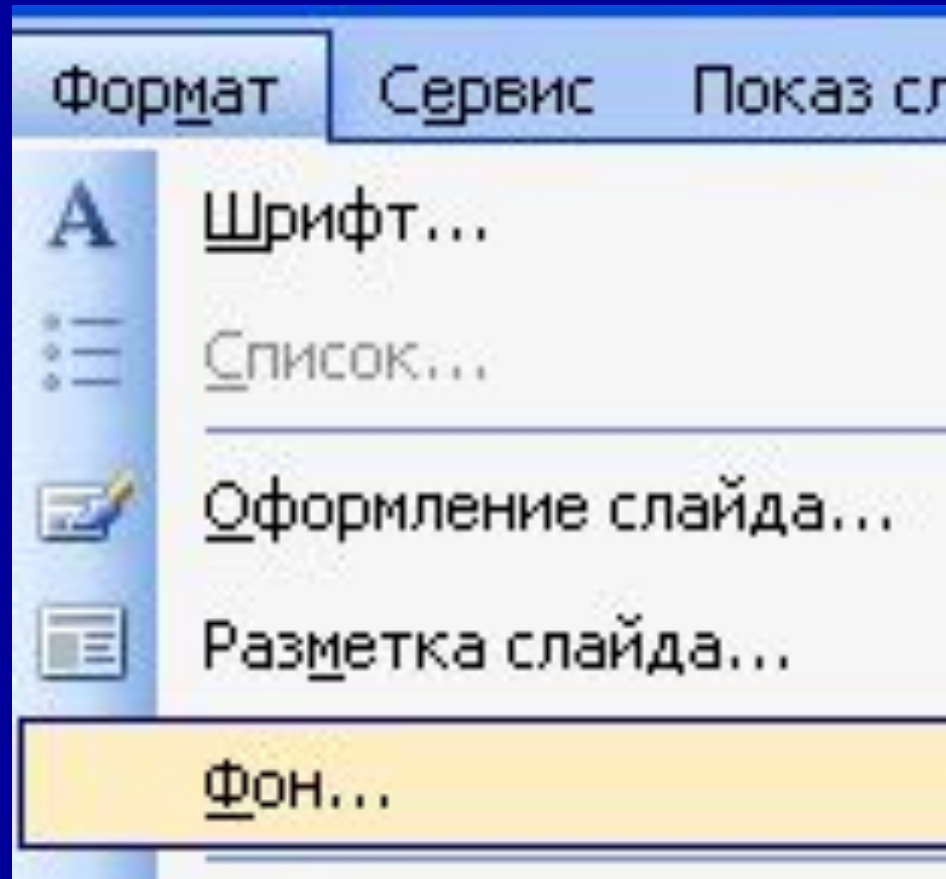 Формат Сервис Показ сл
Шрифт...
Список...
Оформление слайда...
Разметка слайда...
Фон...